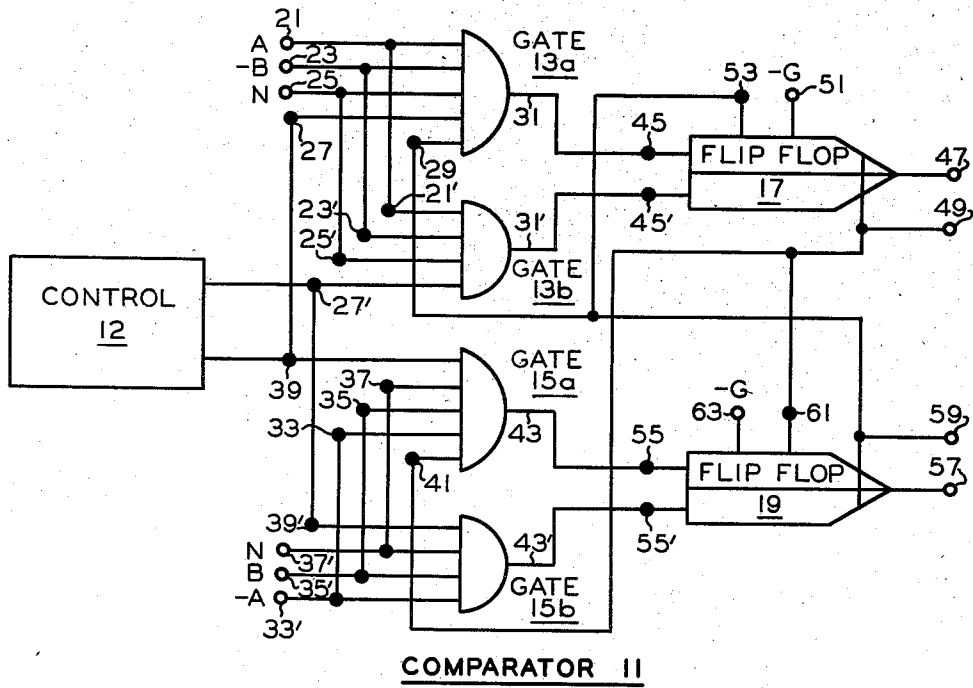 21
A
-B 23
N 25
GATE
13a
27
29
31
45
53
-G
51
FLIP FLOP
17
47
49
21'
23'
25'
31'
45'
GATE
13b
CONTROL
12
27'
39
37
35
33
41
GATE
15a
43
-G
63
61
55
FLIP FLOP
19
59
57
39'
N 37'
B 35'
-A
33'
43'
55'
GATE
15b
COMPARATOR 11